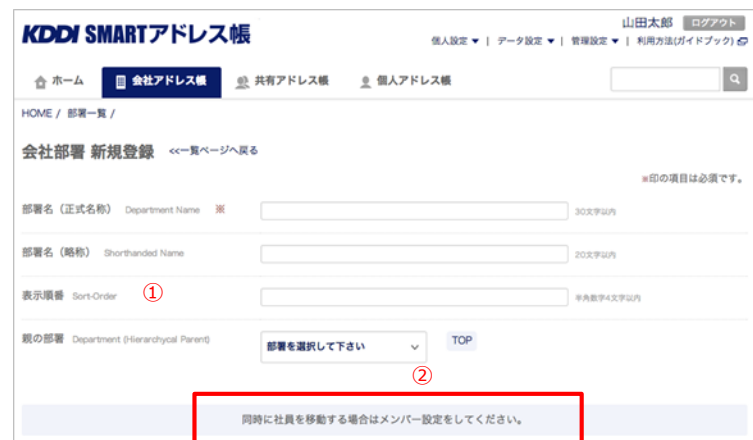 KDDI SMARTアドレス帳
山田太郎 ログアウト
個人設定 ▼ | データ設定 ▼ | 管理設定 ▼ | 利用方法(ガイドブック)
ホーム 会社アドレス帳 共有アドレス帳 個人アドレス帳
HOME / 部署一覧 /
会社部署 新規登録 <<一覧ページへ戻る
※印の項目は必須です。
部署名（正式名称） Department Name ※ 30文字以内
部署名（略称） Shorthanded Name 20文字以内
表示順番 Sort-Order ① 半角数字4文字以内
親の部署 Department (Hierarchycal Parent) 部署を選択して下さい TOP
②
同時に社員を移動する場合はメンバー設定をしてください。